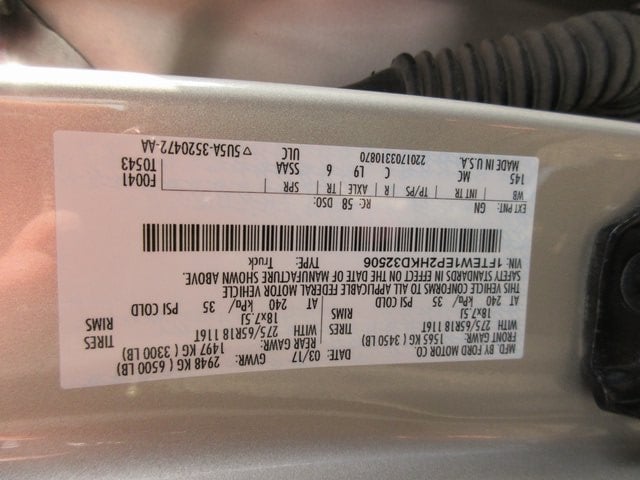 MFD. BY FORD MOTOR CO.
DATE: 03/17 GVWR: 2948 KG ( 6500 LB)
FRONT GAWR: 1565 KG ( 3450 LB) REAR GAWR: 1497 KG ( 3300 LB)
WITH 275/65R18 116T TIRES WITH 275/65R18 116T TIRES
18x7.5J RIMS 18x7.5J RIMS
AT 240 kPa/ 35 PSI COLD AT 240 kPa/ 35 PSI COLD
THIS VEHICLE CONFORMS TO ALL APPLICABLE FEDERAL MOTOR VEHICLE
SAFETY STANDARDS IN EFFECT ON THE DATE OF MANUFACTURE SHOWN ABOVE.
VIN: 1FTEW1EP2HKD32506 TYPE: Truck
EXT PNT: GN RC: 58 DSO: F0041
WB INT TR TP/PS R AXLE TR SPR T0543
145 MC C L9 6 SSAA
MADE IN U.S.A. 2201703310870 ULC 5U5A-3520472-AA